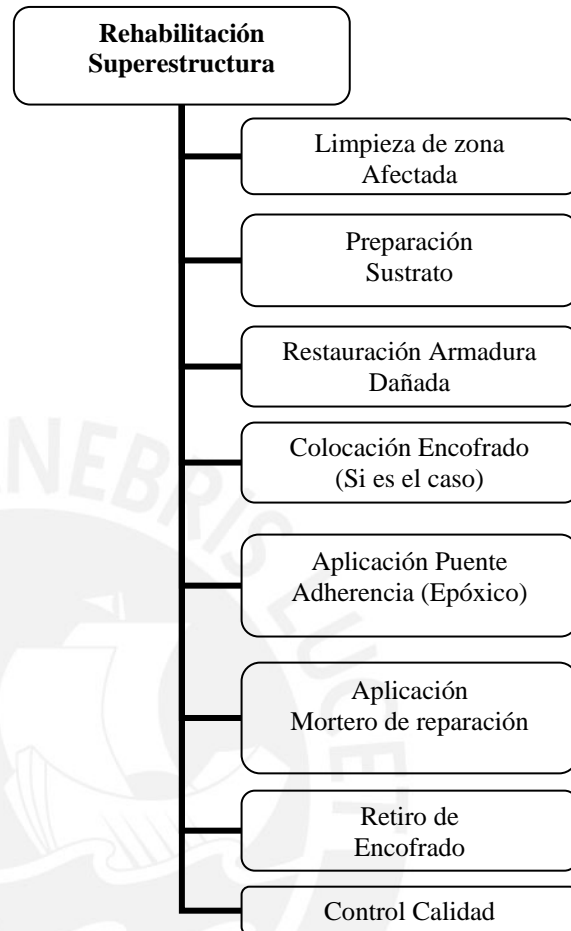 Rehabilitación
Superestructura
Limpieza de zona
Afectada
Preparación
Sustrato
Restauración Armadura
Dañada
Colocación Encofrado
(Si es el caso)
Aplicación Puente
Adherencia (Epóxico)
Aplicación
Mortero de reparación
Retiro de
Encofrado
Control Calidad